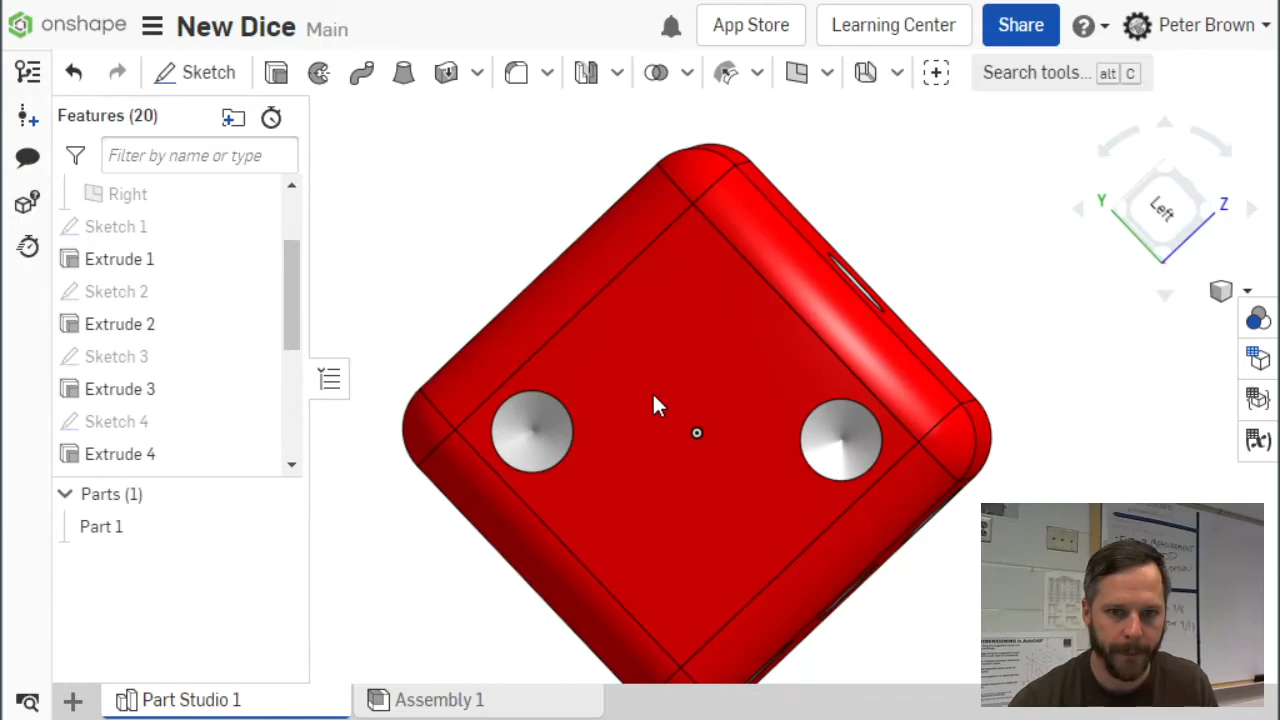 onshape New Dice Main App Store Learning Center Share Peter Brown
Sketch Search tools... alt C
Features (20)
Filter by name or type
Right
Sketch 1
Extrude 1
Sketch 2
Extrude 2
Sketch 3
Extrude 3
Sketch 4
Extrude 4
Parts (1)
Part 1
Y Left Z
Part Studio 1 Assembly 1